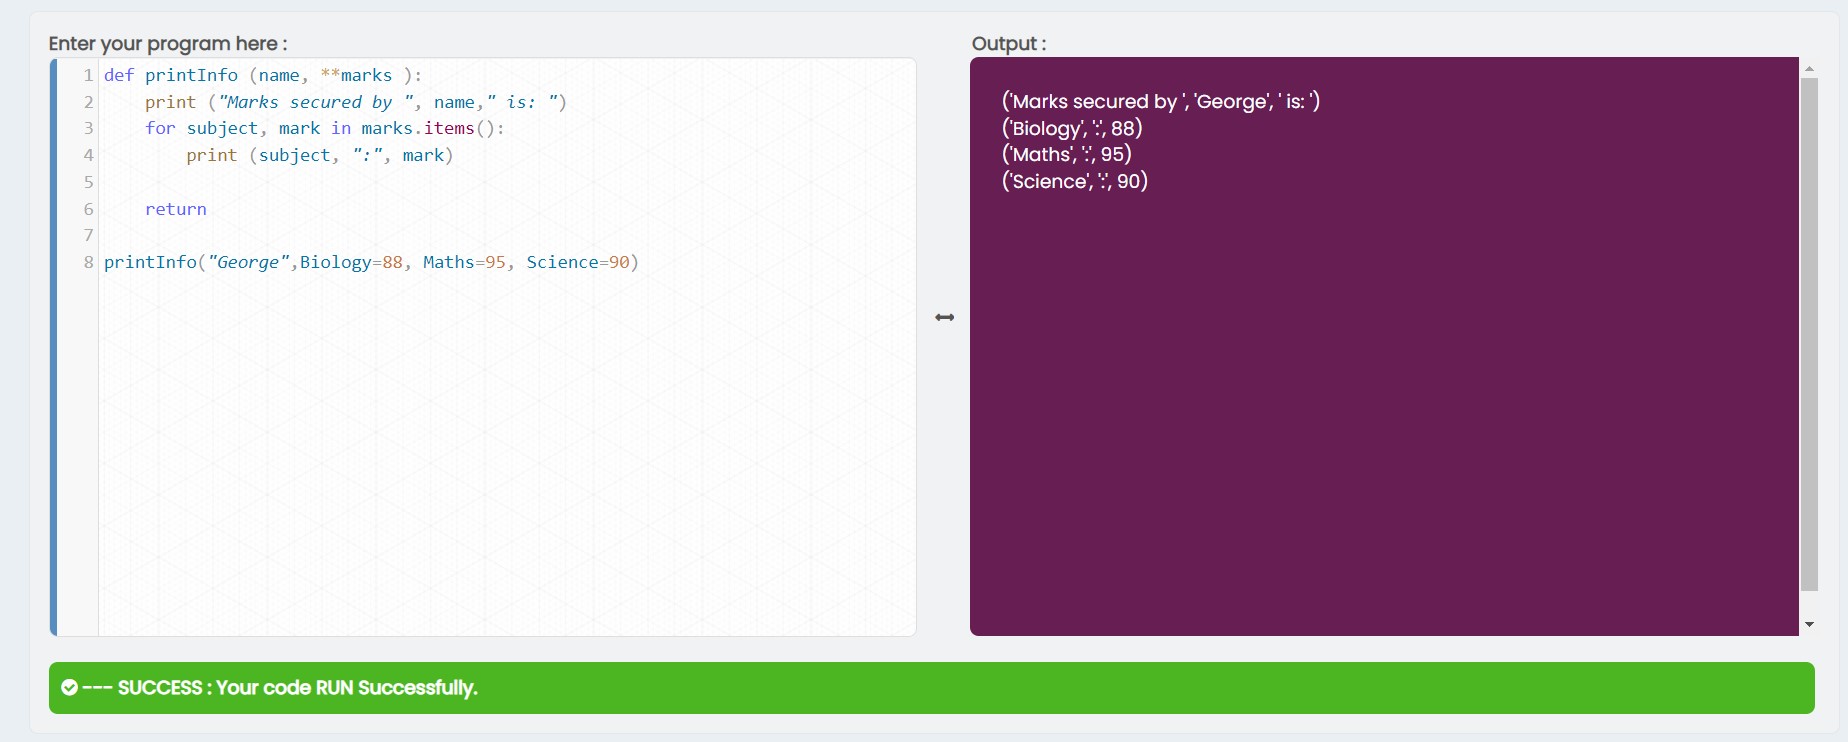 Enter your program here :
1 def printInfo (name, **marks ):
2     print ("Marks secured by ", name," is: ")
3     for subject, mark in marks.items():
4         print (subject, ":", mark)
5
6     return
7
8 printInfo("George",Biology=88, Maths=95, Science=90)
Output :
('Marks secured by ', 'George', ' is: ')
('Biology', ':', 88)
('Maths', ':', 95)
('Science', ':', 90)
--- SUCCESS : Your code RUN Successfully.